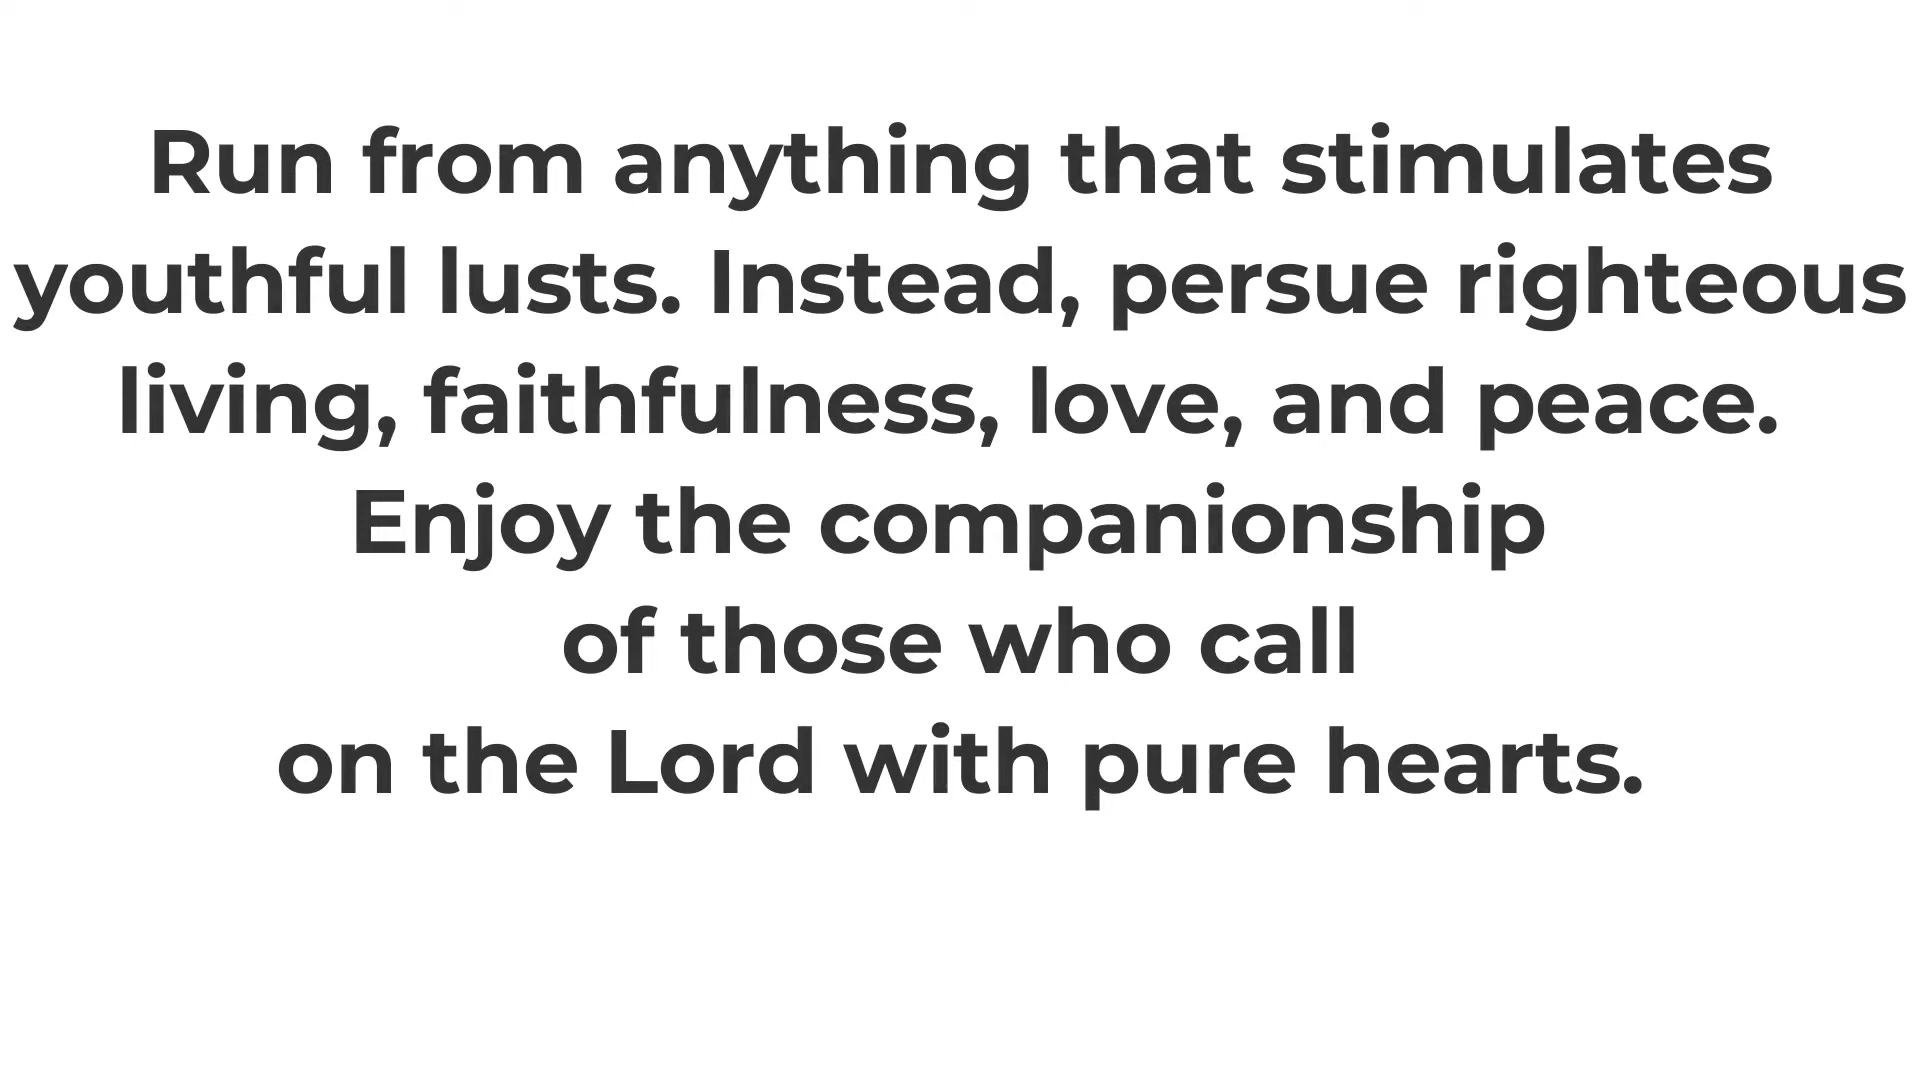 Run from anything that stimulates
youthful lusts. Instead, persue righteous
living, faithfulness, love, and peace.
Enjoy the companionship
of those who call
on the Lord with pure hearts.